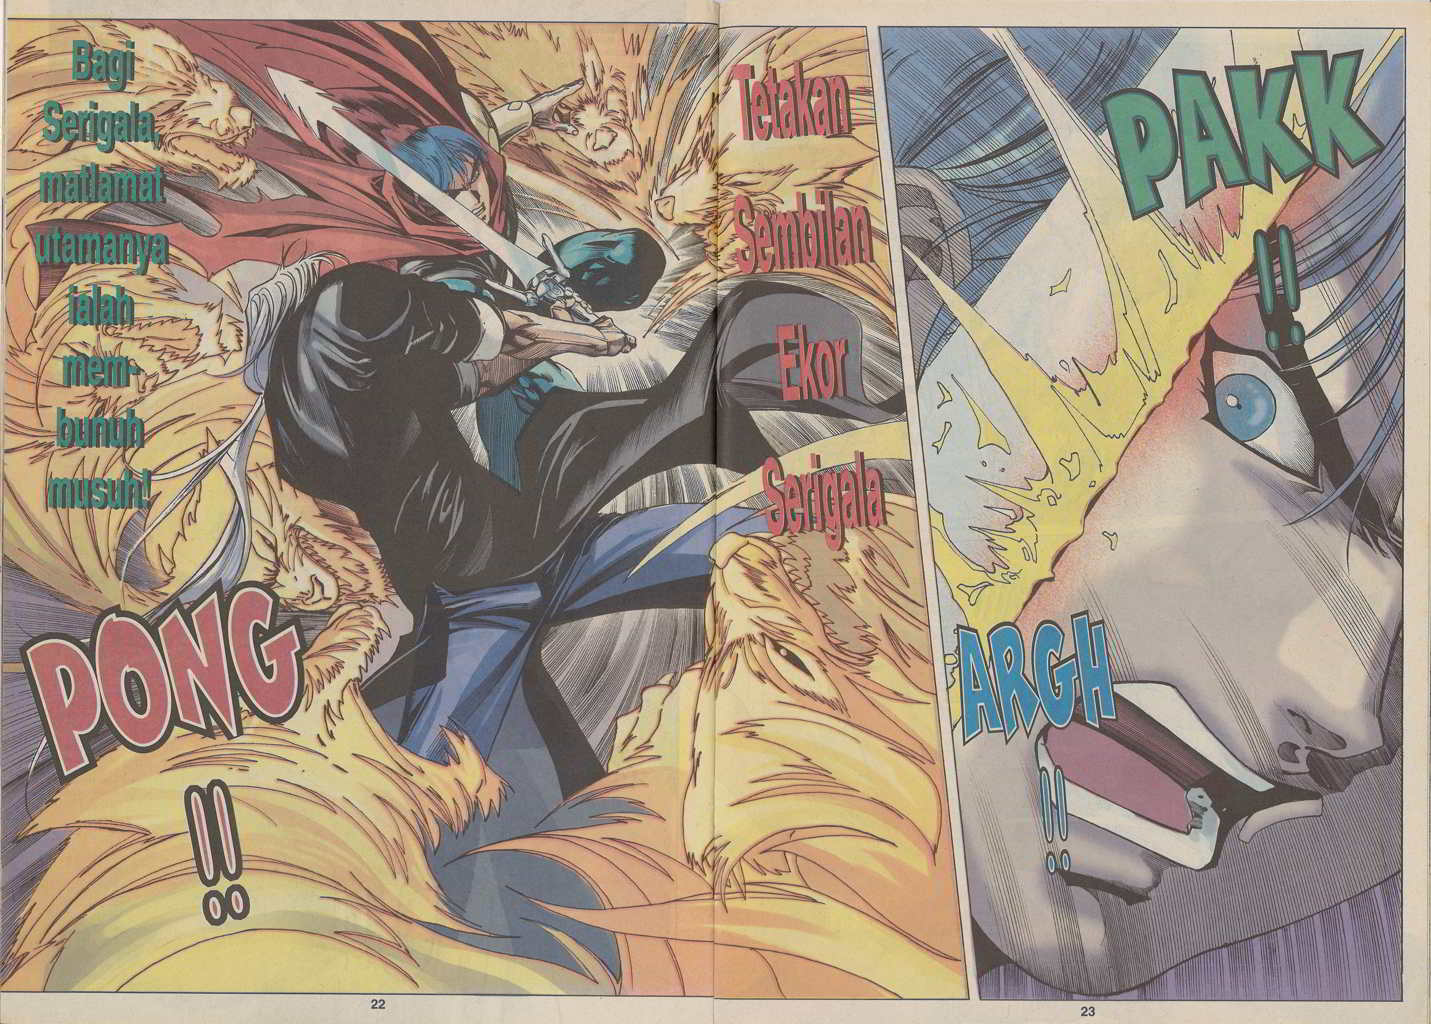 Bagi
Serigala,
matlamat
utamanya
ialah
mem-
bunuh
musuh!
PONG
!!
Tetakan
Sembilan
Ekor
Serigala
PAKK
!!
ARGH
!!
22
23